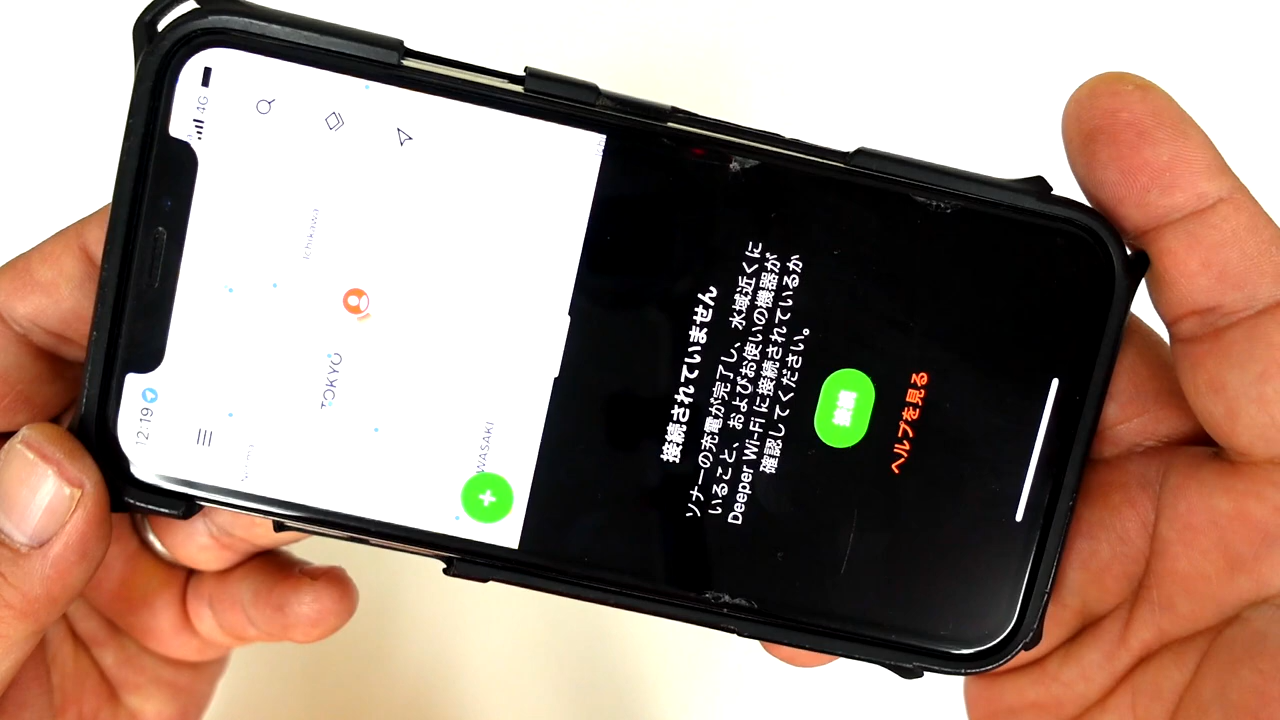 12:19
4G
Ichikawa
TOKYO
WASAKI
接続されていません
ソナーの充電が完了し、水域近くに
いること、およびお使いの機器が
Deeper Wi-Fi に接続されているか
確認してください。
接続
ヘルプを見る